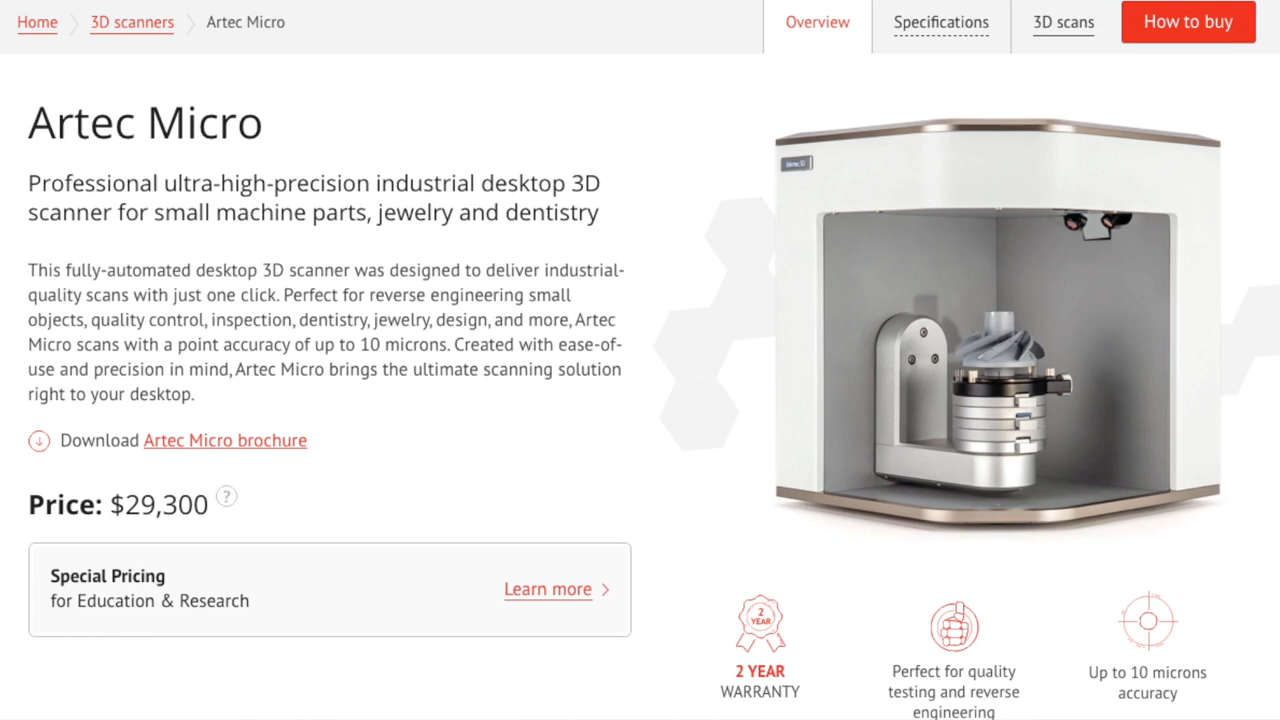 Home
3D scanners
Artec Micro
Overview
Specifications
3D scans
How to buy
Artec Micro
Professional ultra-high-precision industrial desktop 3D
scanner for small machine parts, jewelry and dentistry
This fully-automated desktop 3D scanner was designed to deliver industrial-
quality scans with just one click. Perfect for reverse engineering small
objects, quality control, inspection, dentistry, jewelry, design, and more, Artec
Micro scans with a point accuracy of up to 10 microns. Created with ease-of-
use and precision in mind, Artec Micro brings the ultimate scanning solution
right to your desktop.
Download Artec Micro brochure
Price: $29,300 ?
Special Pricing
for Education & Research
Learn more
2
YEAR
2 YEAR
WARRANTY
Perfect for quality
testing and reverse
engineering
Up to 10 microns
accuracy